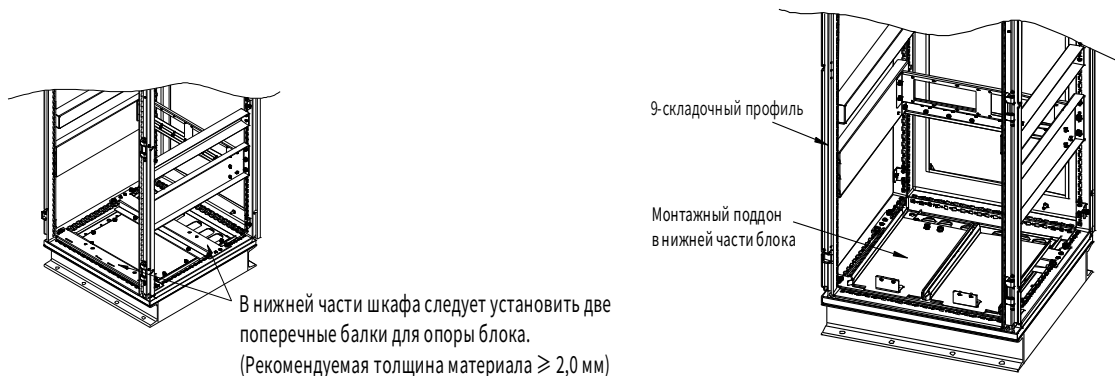 9-складочный профиль
Монтажный поддон
в нижней части блока
В нижней части шкафа следует установить две
поперечные балки для опоры блока.
(Рекомендуемая толщина материала ≥ 2,0 мм)